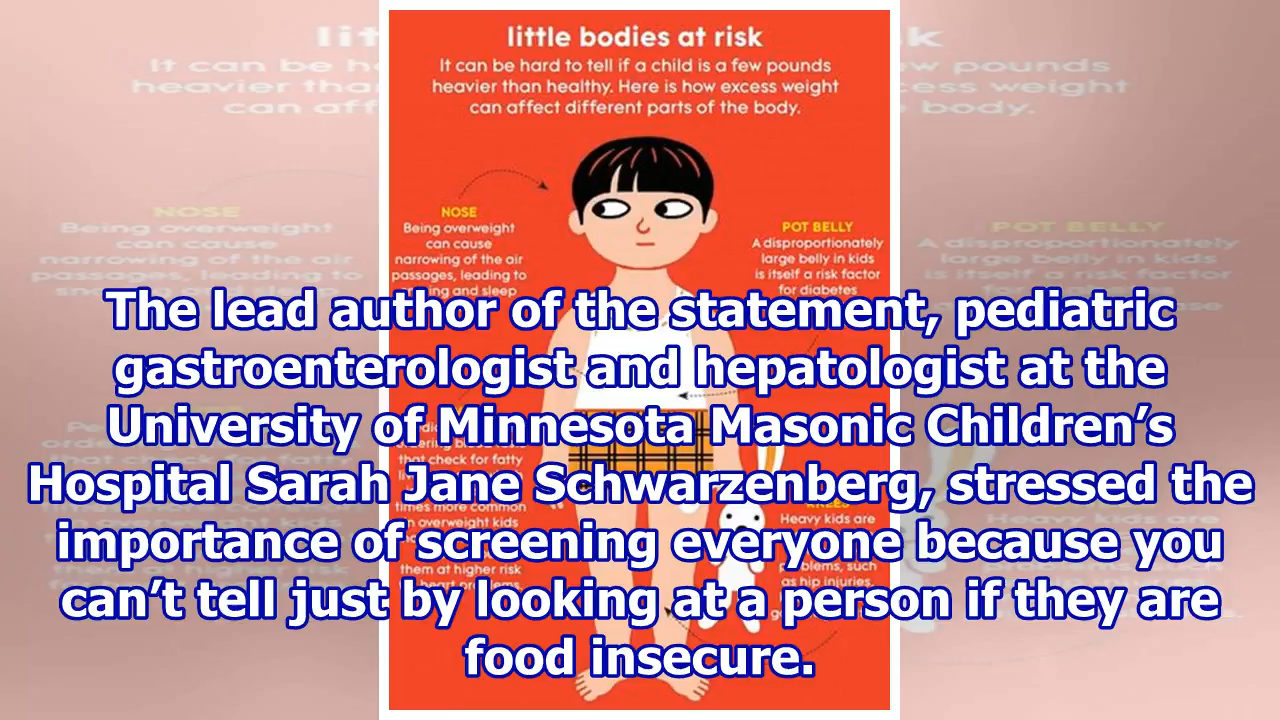 little bodies at risk
It can be hard to tell if a child is a few pounds
heavier than healthy. Here is how excess weight
can affect different parts of the body.
NOSE
Being overweight
can cause
narrowing of the air
passages, leading to
and sleep
POT BELLY
A disproportionately
large belly in kids
is itself a risk factor
for diabetes
The lead author of the statement, pediatric
gastroenterologist and hepatologist at the
University of Minnesota Masonic Children’s
Hospital Sarah Jane Schwarzenberg, stressed the
importance of screening everyone because you
can’t tell just by looking at a person if they are
food insecure.
that check for fatty
times more common
overweight kids
them at higher risk
KNEES
Heavy kids are
such
as hip injuries,